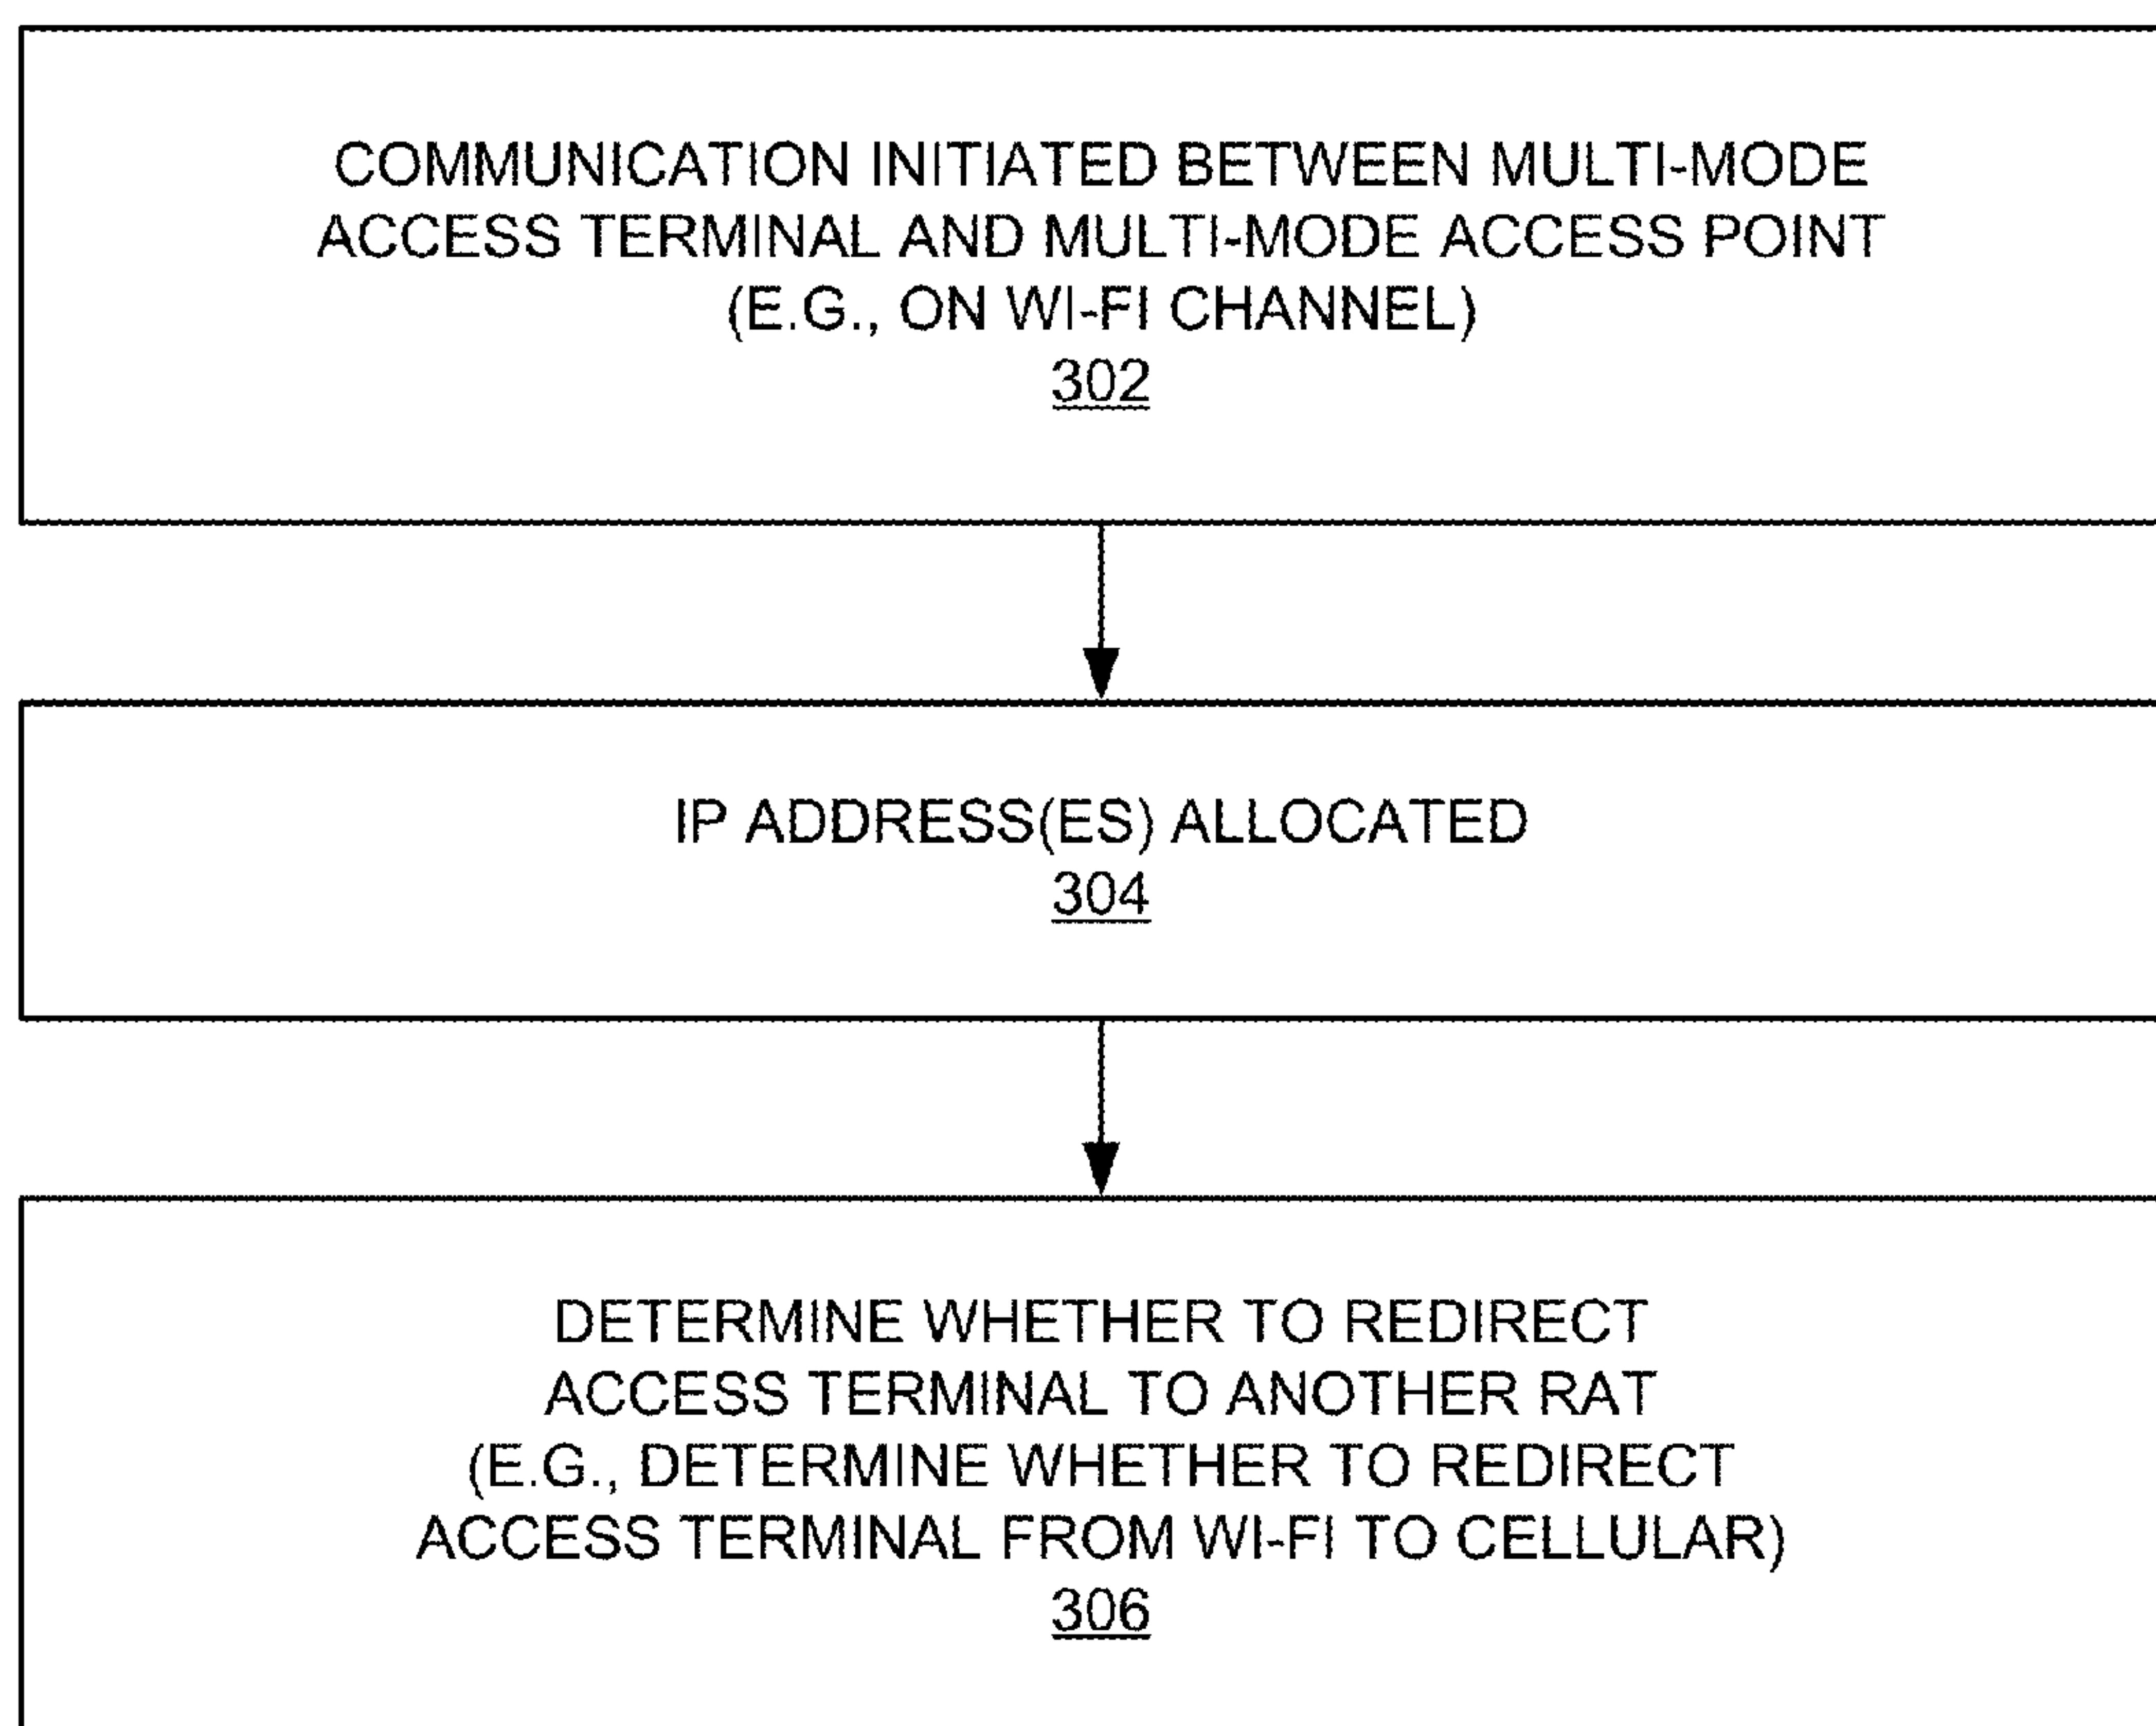 COMMUNICATION INITIATED BETWEEN MULTI-MODE
ACCESS TERMINAL AND MULTI-MODE ACCESS POINT
(E.G., ON WI-FI CHANNEL)
302
IP ADDRESS(ES) ALLOCATED
304
DETERMINE WHETHER TO REDIRECT
ACCESS TERMINAL TO ANOTHER RAT
(E.G., DETERMINE WHETHER TO REDIRECT
ACCESS TERMINAL FROM WI-FI TO CELLULAR)
306